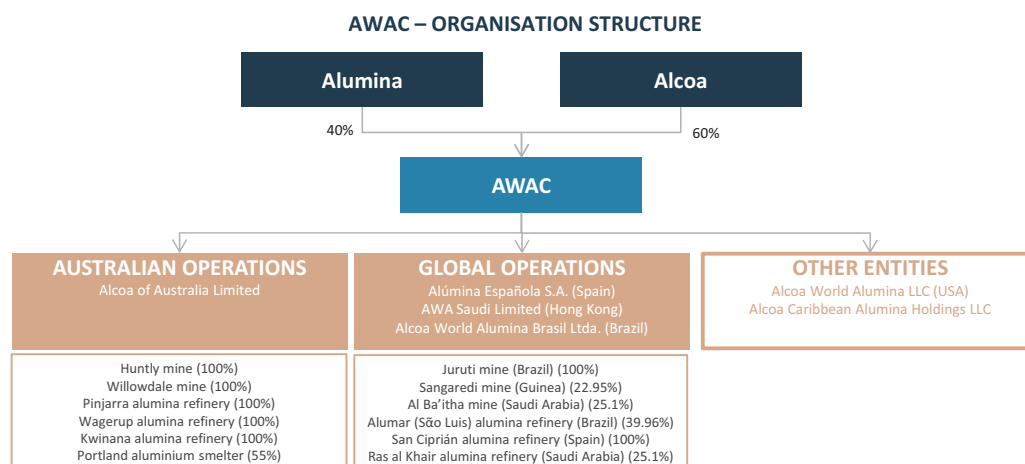 AWAC – ORGANISATION STRUCTURE
Alumina
Alcoa
40%
60%
AWAC
AUSTRALIAN OPERATIONS
Alcoa of Australia Limited
GLOBAL OPERATIONS
Alúmina Española S.A. (Spain)
AWA Saudi Limited (Hong Kong)
Alcoa World Alumina Brasil Ltda. (Brazil)
OTHER ENTITIES
Alcoa World Alumina LLC (USA)
Alcoa Caribbean Alumina Holdings LLC
Huntly mine (100%)
Willowdale mine (100%)
Pinjarra alumina refinery (100%)
Wagerup alumina refinery (100%)
Kwinana alumina refinery (100%)
Portland aluminium smelter (55%)
Juruti mine (Brazil) (100%)
Sangaredi mine (Guinea) (22.95%)
Al Ba’itha mine (Saudi Arabia) (25.1%)
Alumar (São Luis) alumina refinery (Brazil) (39.96%)
San Ciprián alumina refinery (Spain) (100%)
Ras al Khair alumina refinery (Saudi Arabia) (25.1%)